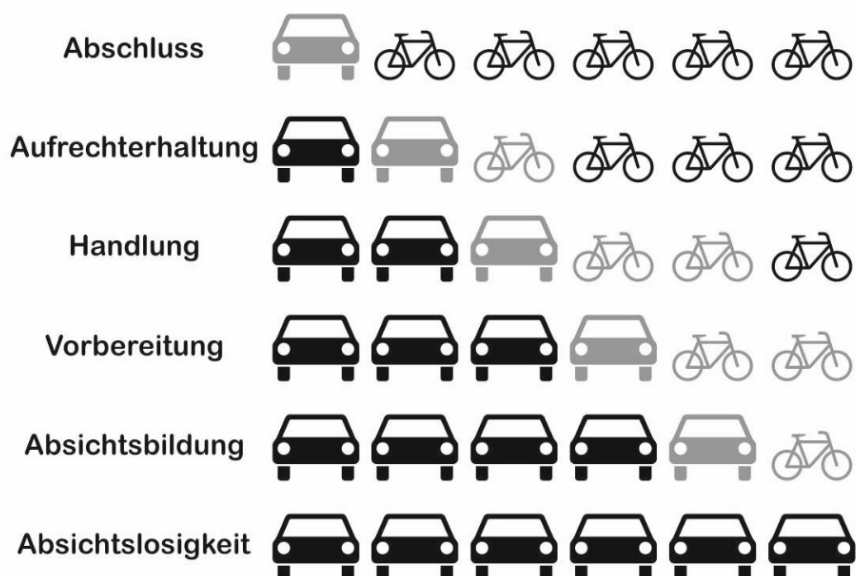 Abschluss
Aufrechterhaltung
Handlung
Vorbereitung
Absichtsbildung
Absichtslosigkeit